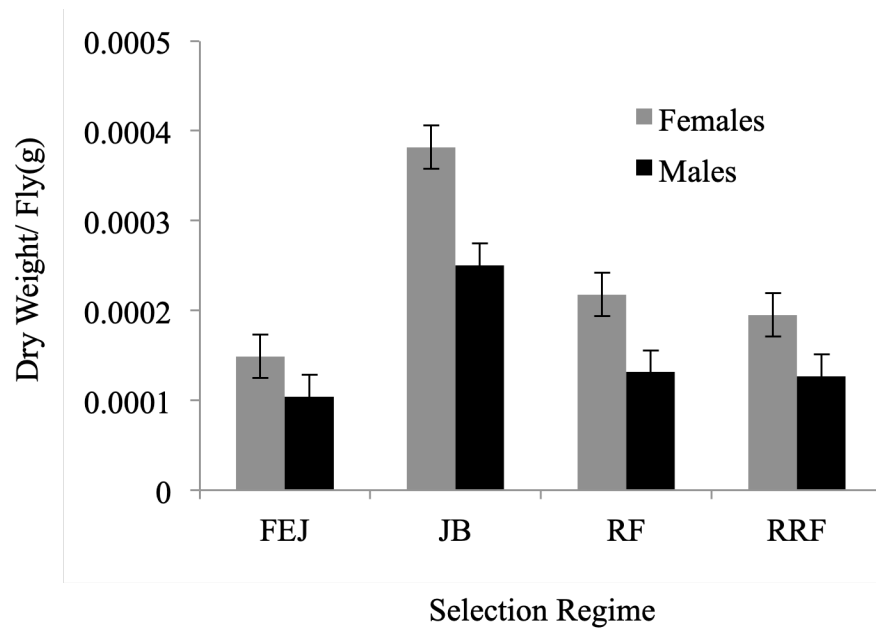 0.0005
0.0004
0.0003
0.0002
0.0001
0
Dry Weight/ Fly(g)
Females
Males
FEJ JB RF RRF
Selection Regime